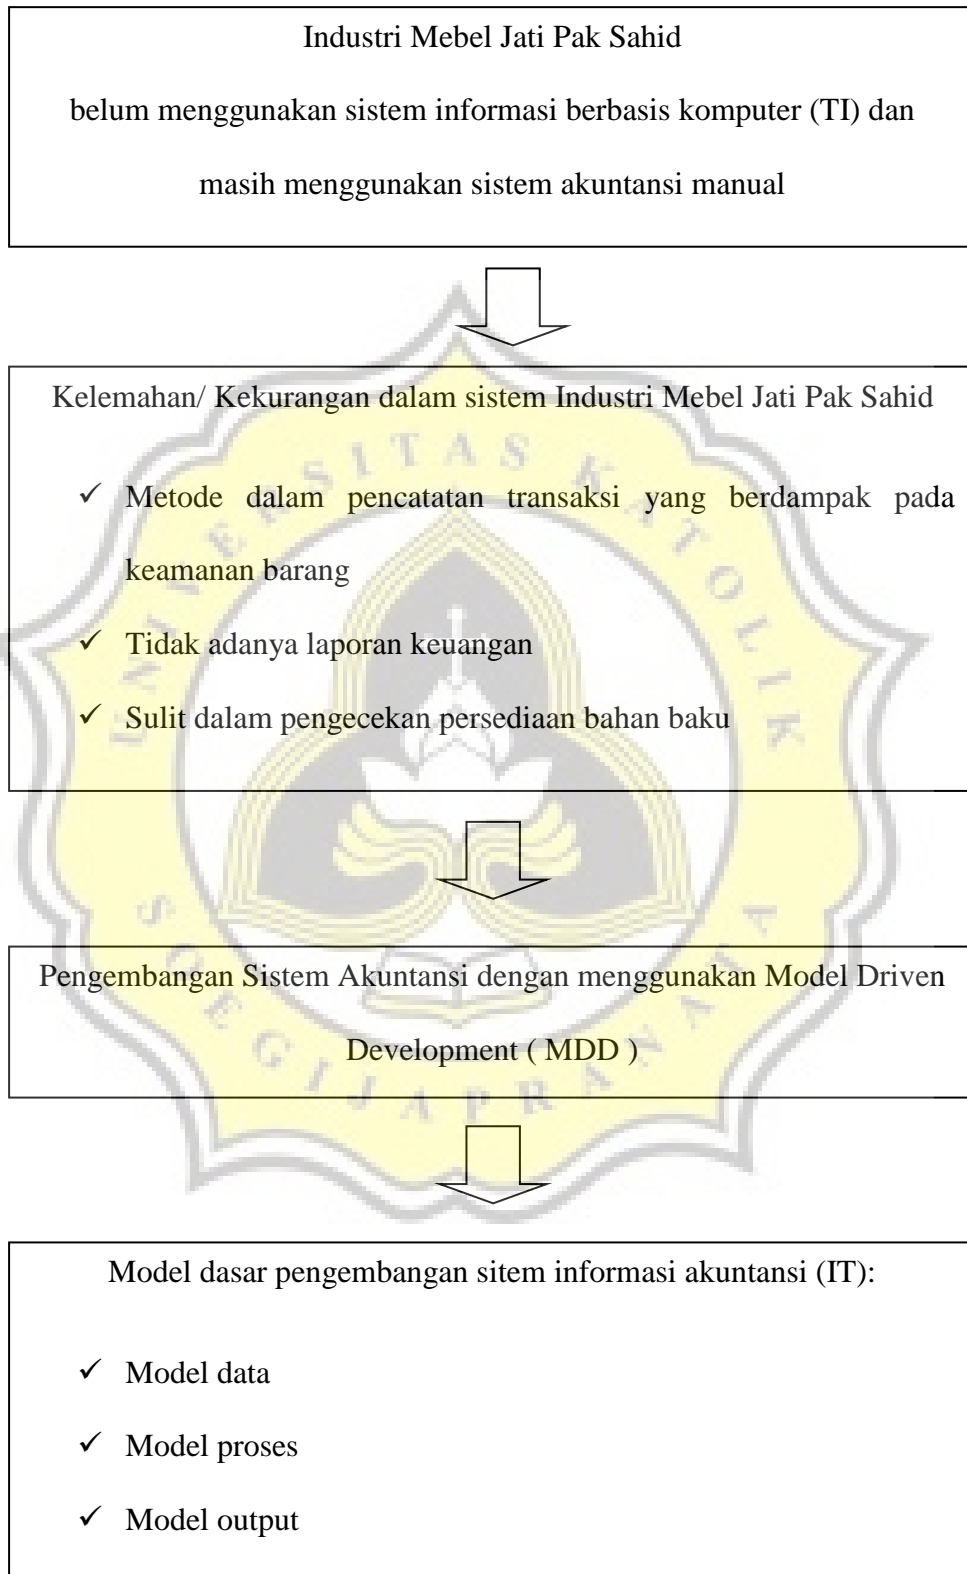 Industri Mebel Jati Pak Sahid
belum menggunakan sistem informasi berbasis komputer (TI) dan
masih menggunakan sistem akuntansi manual
Kelemahan/ Kekurangan dalam sistem Industri Mebel Jati Pak Sahid
✓ Metode dalam pencatatan transaksi yang berdampak pada
keamanan barang
✓ Tidak adanya laporan keuangan
✓ Sulit dalam pengecekan persediaan bahan baku
Pengembangan Sistem Akuntansi dengan menggunakan Model Driven
Development ( MDD )
Model dasar pengembangan sitem informasi akuntansi (IT):
✓ Model data
✓ Model proses
✓ Model output
UNIVERSITAS KATOLIK
SOEGIJAPRANATA